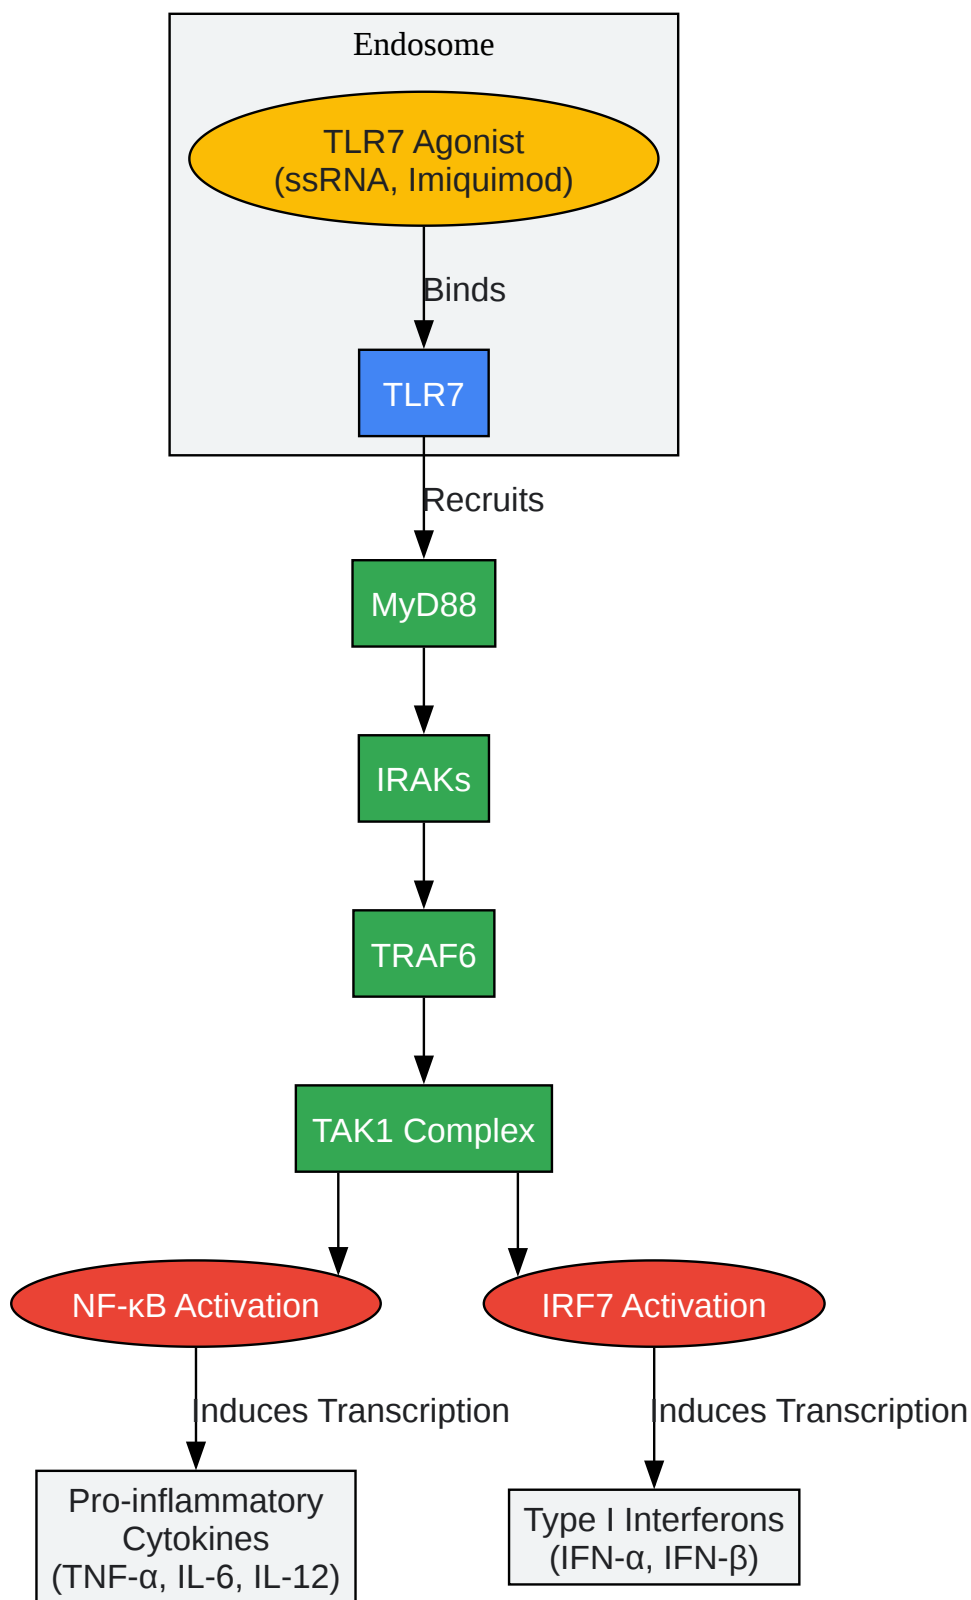 Endosome
TLR7 Agonist
(ssRNA, Imiquimod)
Binds
TLR7
Recruits
MyD88
IRAKs
TRAF6
TAK1 Complex
NF-κB Activation
IRF7 Activation
Induces Transcription
Induces Transcription
Pro-inflammatory
Cytokines
(TNF-α, IL-6, IL-12)
Type I Interferons
(IFN-α, IFN-β)